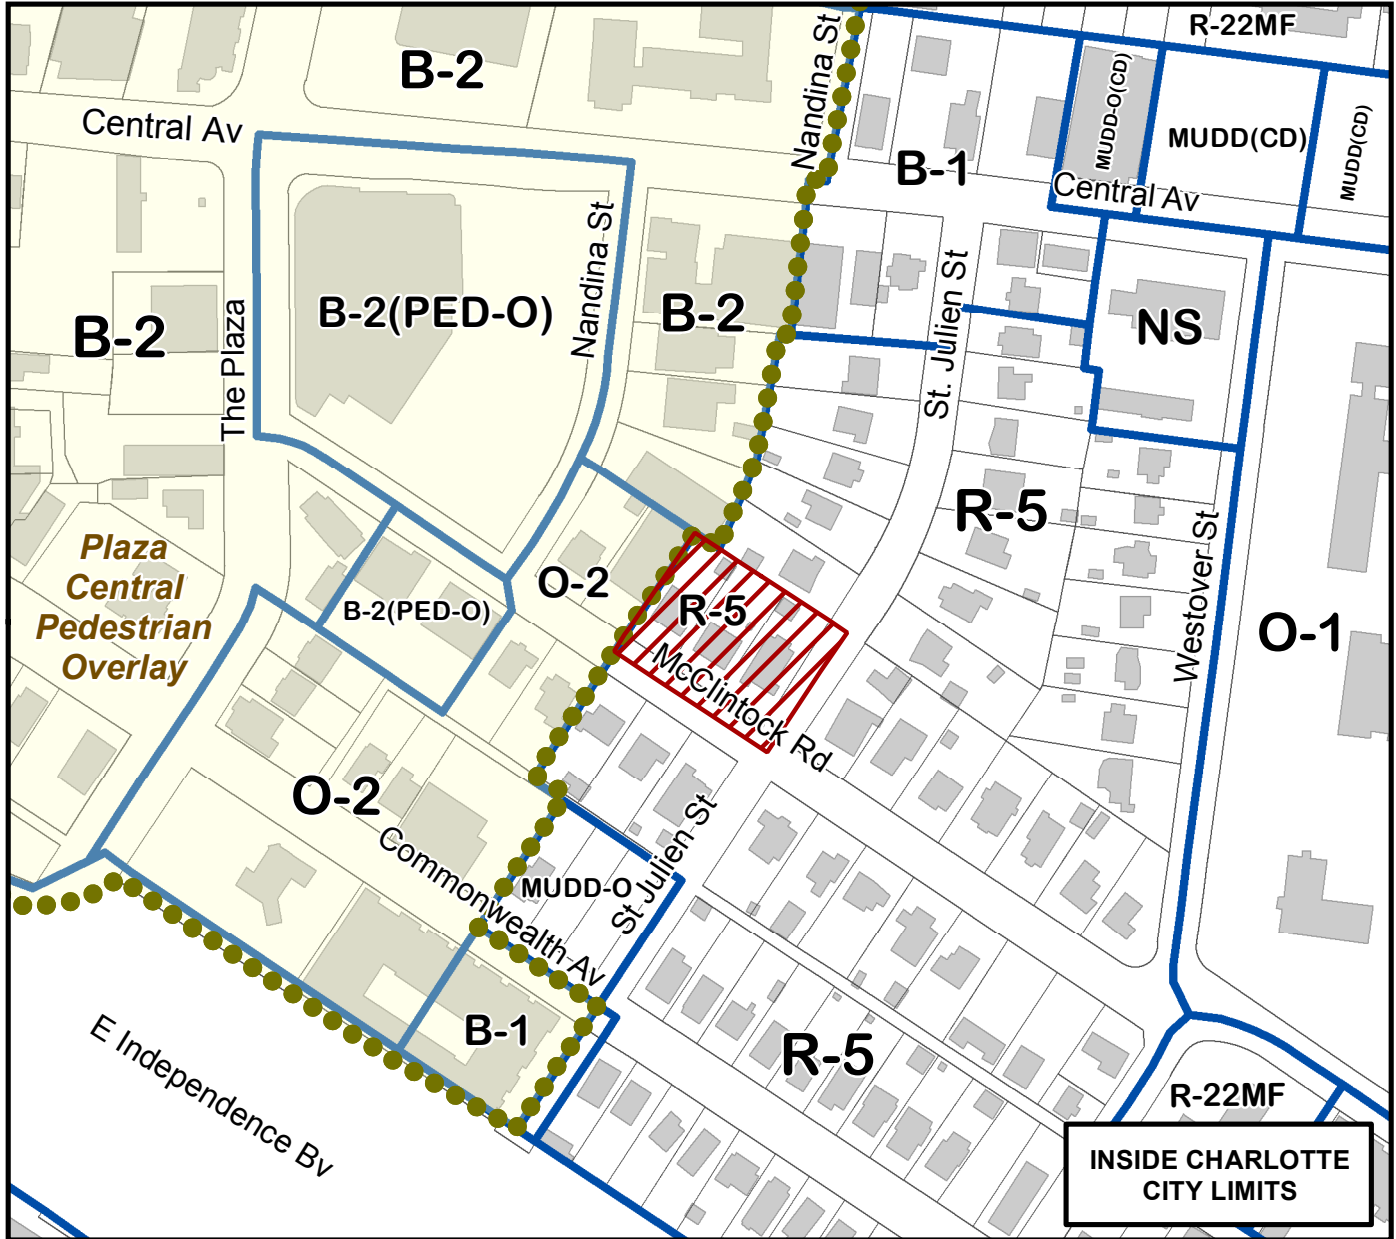 R-22MF
B-2
Nandina St
MUDD-O(CD)
MUDD(CD)
MUDD(CD)
Central Av
B-1
Central Av
B-2(PED-O)
Nandina St
B-2
B-2
The Plaza
St. Julien St
NS
R-5
Plaza
Central
Pedestrian
Overlay
O-2
B-2(PED-O)
R-5
Westover St
O-1
McClintock Rd
O-2
Commonwealth Av
MUDD-O
St Julien St
B-1
E Independence Bv
R-5
R-22MF
INSIDE CHARLOTTE
CITY LIMITS